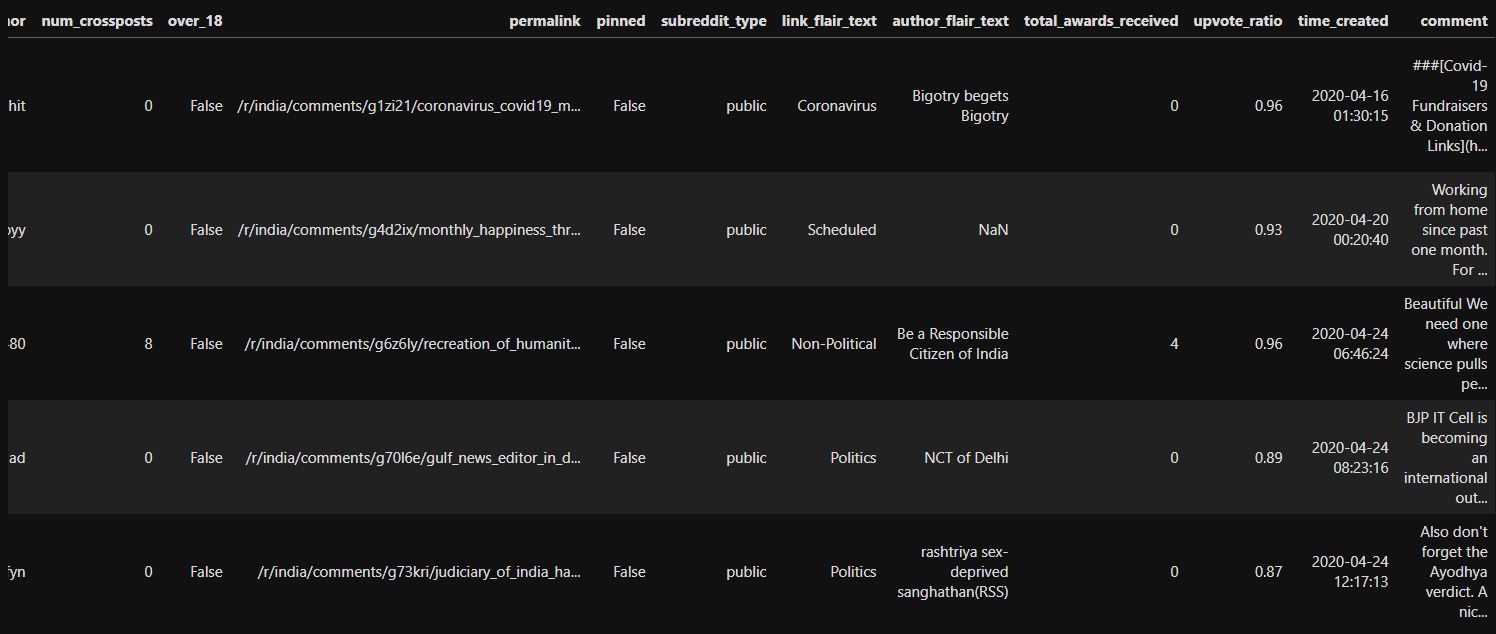 nor num_crossposts over_18 permalink pinned subreddit_type link_flair_text author_flair_text total_awards_received upvote_ratio time_created comment
hit 0 False /r/india/comments/g1zi21/coronavirus_covid19_m... False public Coronavirus Bigotry begets Bigotry 0 0.96 2020-04-16 01:30:15 ###[Covid-19 Fundraisers & Donation Links](h...
oyy 0 False /r/india/comments/g4d2ix/monthly_happiness_thr... False public Scheduled NaN 0 0.93 2020-04-20 00:20:40 Working from home since past one month. For ...
80 8 False /r/india/comments/g6z6ly/recreation_of_humanit... False public Non-Political Be a Responsible Citizen of India 4 0.96 2020-04-24 06:46:24 Beautiful We need one where science pulls pe...
ad 0 False /r/india/comments/g70l6e/gulf_news_editor_in_d... False public Politics NCT of Delhi 0 0.89 2020-04-24 08:23:16 BJP IT Cell is becoming an international out...
fyn 0 False /r/india/comments/g73kri/judiciary_of_india_ha... False public Politics rashtriya sex-deprived sanghathan(RSS) 0 0.87 2020-04-24 12:17:13 Also don't forget the Ayodhya verdict. A nic...